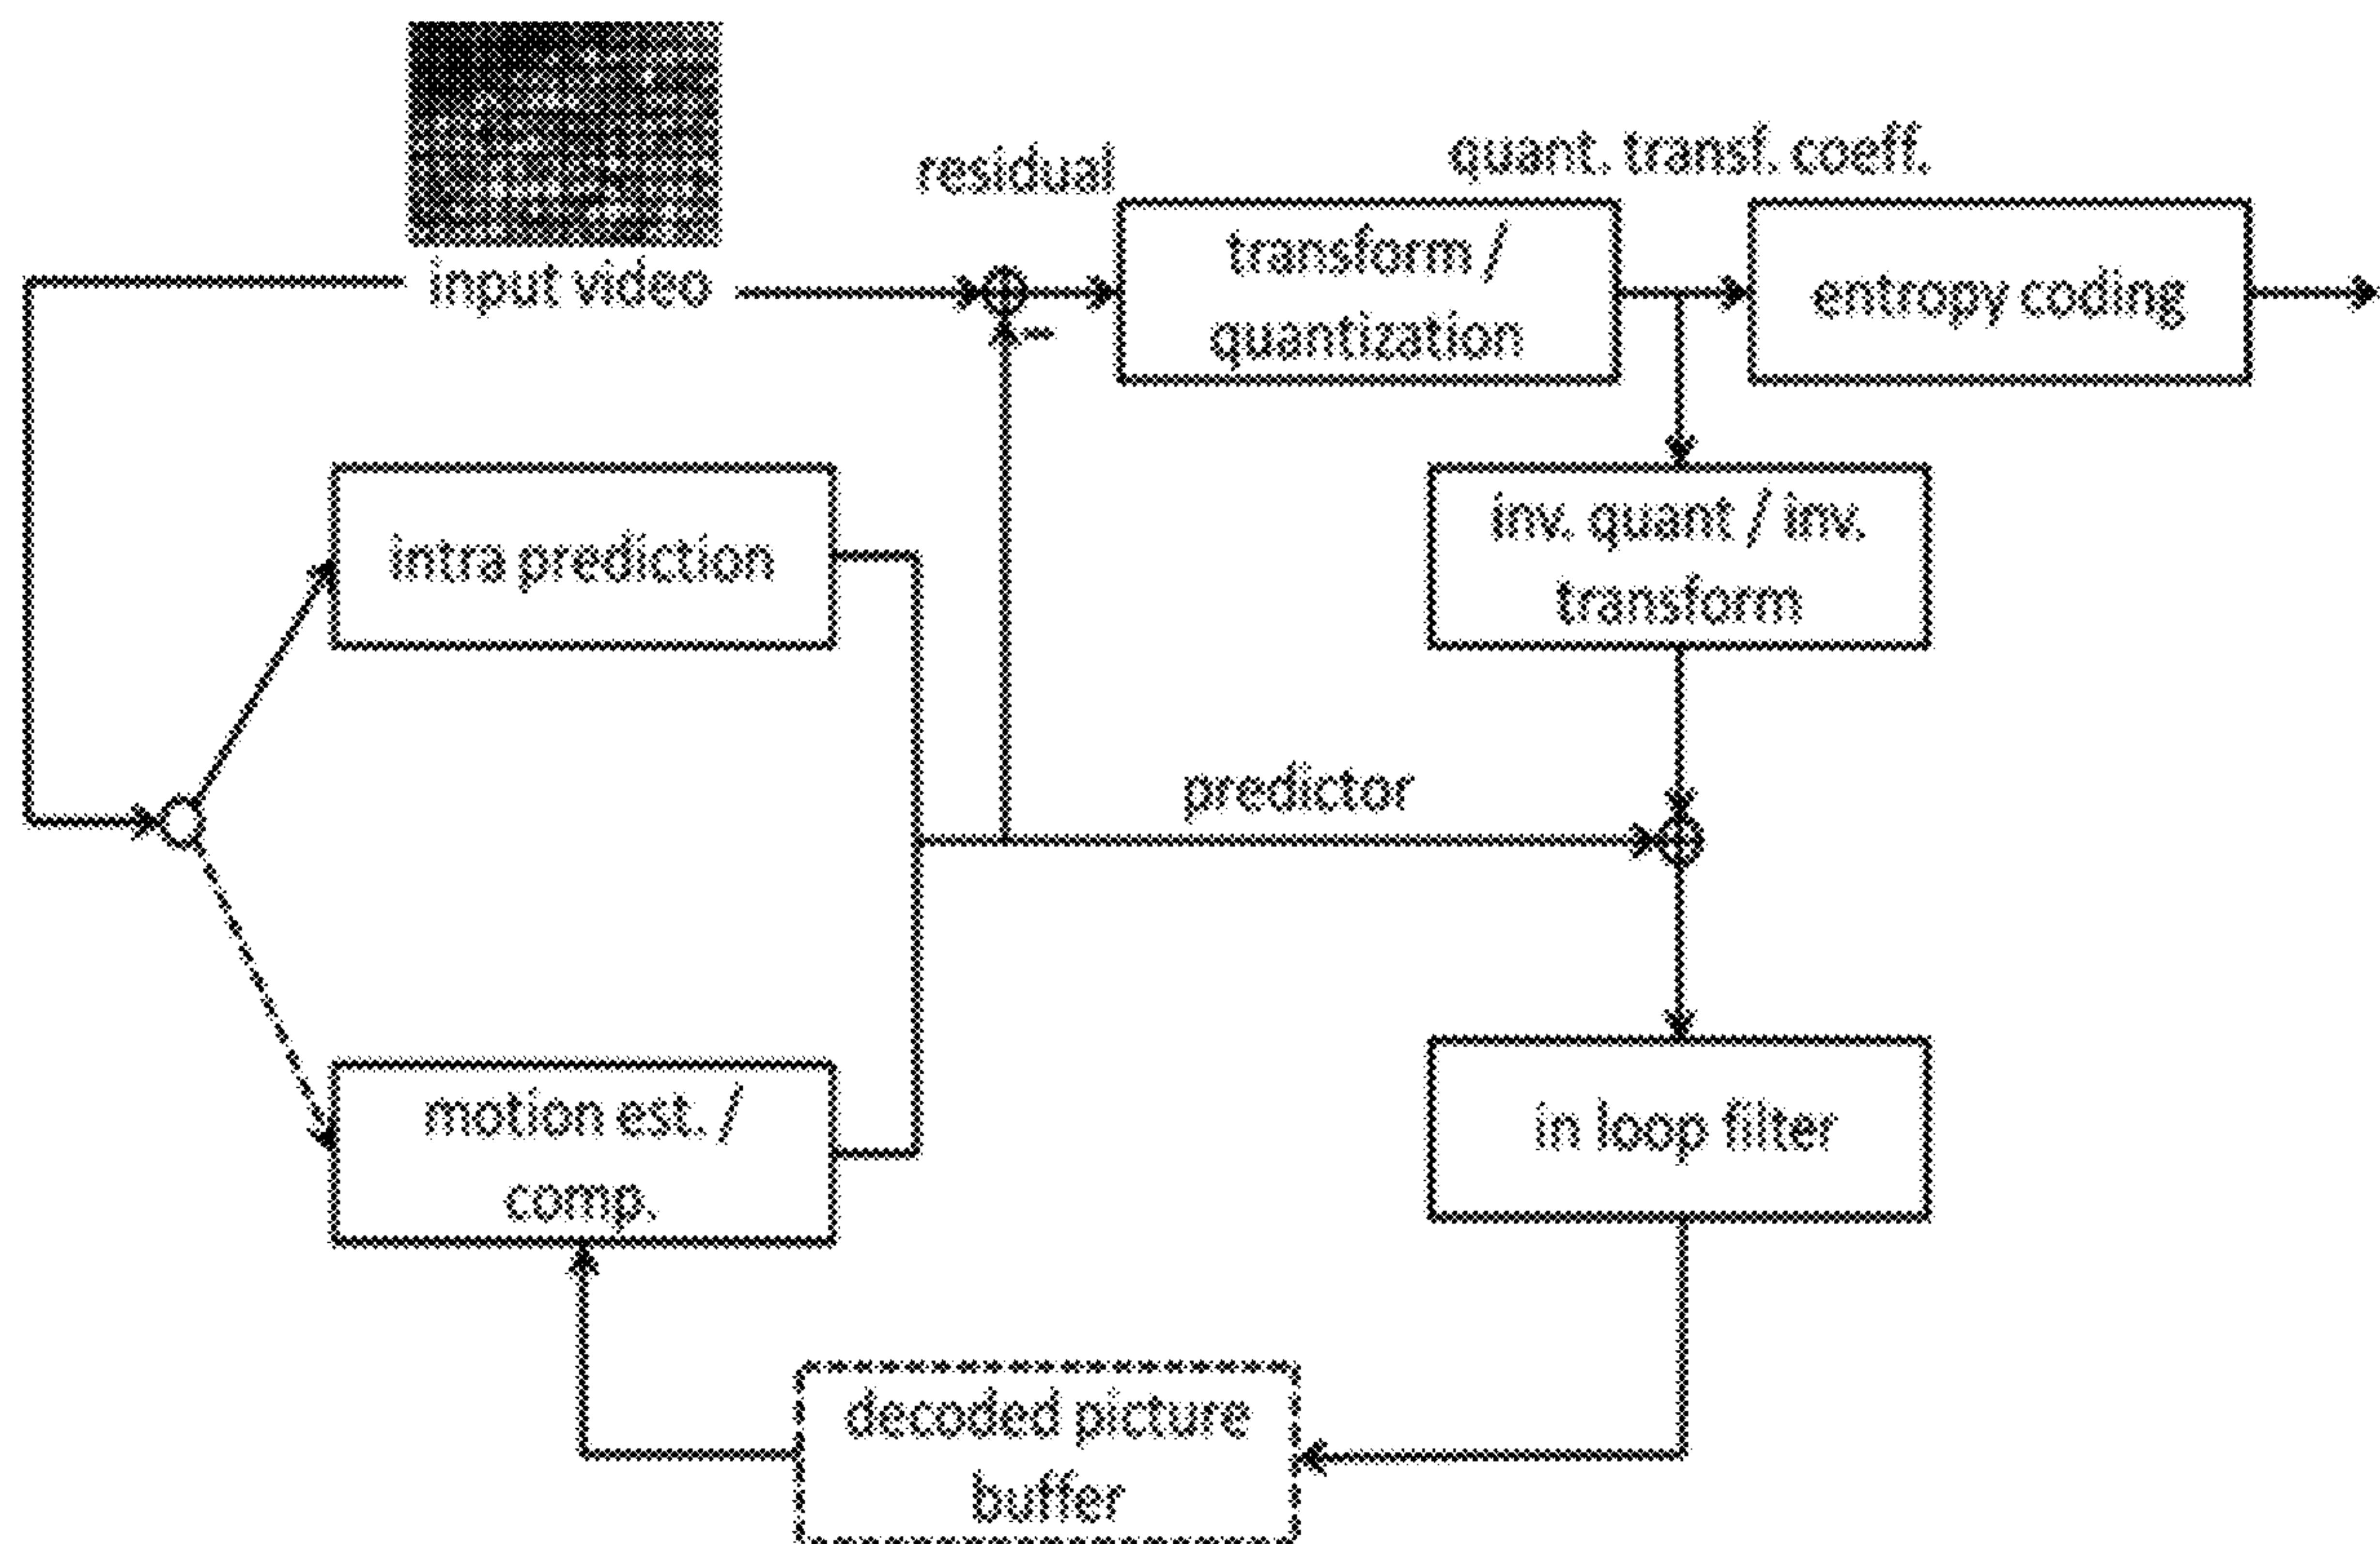 residual
quant. transf. coeff.
input video
transform /
quantization
entropy coding
intra prediction
inv. quant / inv.
transform
predictor
motion est. /
comp.
in loop filter
decoded picture
buffer